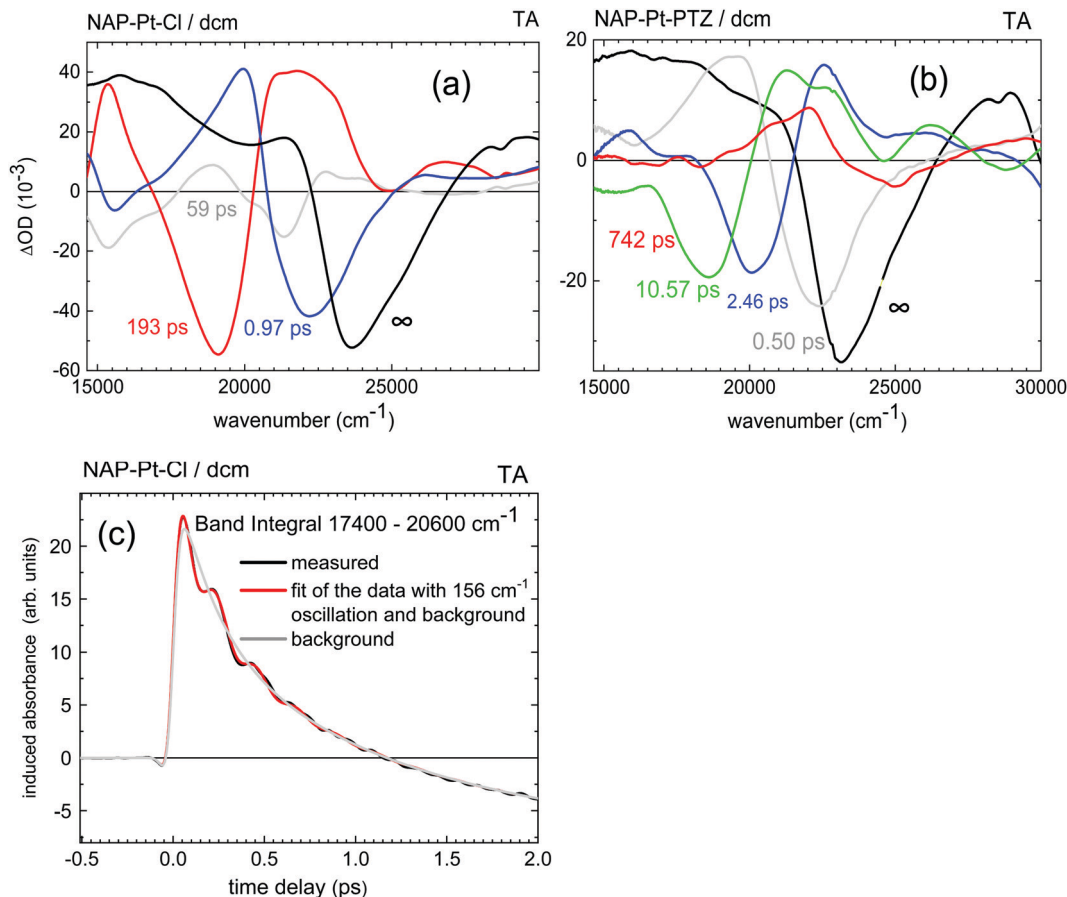 NAP-Pt-Cl / dcm TA
(a)
40
20
0
-20
-40
-60
ΔOD (10⁻³)
59 ps
193 ps
0.97 ps
∞
15000 20000 25000
wavenumber (cm⁻¹)
NAP-Pt-PTZ / dcm TA
(b)
20
0
-20
742 ps
10.57 ps
2.46 ps
0.50 ps
∞
15000 20000 25000 30000
wavenumber (cm⁻¹)
NAP-Pt-Cl / dcm TA
(c)
Band Integral 17400 - 20600 cm⁻¹
measured
fit of the data with 156 cm⁻¹
oscillation and background
background
20
15
10
5
0
-5
induced absorbance (arb. units)
-0.5 0.0 0.5 1.0 1.5 2.0
time delay (ps)